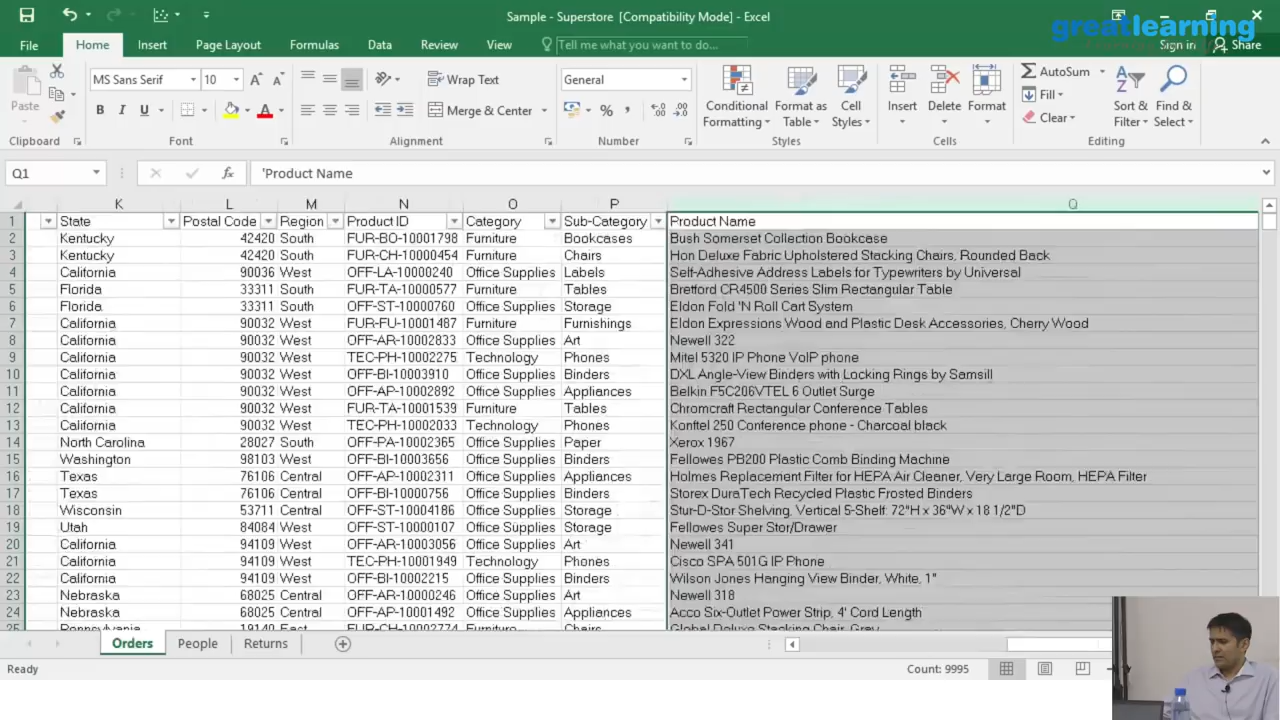 Sample - Superstore [Compatibility Mode] - Excel
greatlearning
File Home Insert Page Layout Formulas Data Review View Tell me what you want to do... Sign in Share
Paste
MS Sans Serif 10
Wrap Text
General
Conditional Formatting
Format as Table
Cell Styles
Insert
Delete
Format
AutoSum
Fill
Clear
Sort & Filter
Find & Select
B I U A
Merge & Center
% ,
Clipboard Font Alignment Number Styles Cells Editing
Q1 fx 'Product Name
K L M N O P Q
1 State Postal Code Region Product ID Category Sub-Category Product Name
2 Kentucky 42420 South FUR-BO-10001798 Furniture Bookcases Bush Somerset Collection Bookcase
3 Kentucky 42420 South FUR-CH-10000454 Furniture Chairs Hon Deluxe Fabric Upholstered Stacking Chairs, Rounded Back
4 California 90036 West OFF-LA-10000240 Office Supplies Labels Self-Adhesive Address Labels for Typewriters by Universal
5 Florida 33311 South FUR-TA-10000577 Furniture Tables Bretford CR4500 Series Slim Rectangular Table
6 Florida 33311 South OFF-ST-10000760 Office Supplies Storage Eldon Fold 'N Roll Cart System
7 California 90032 West FUR-FU-10001487 Furniture Furnishings Eldon Expressions Wood and Plastic Desk Accessories, Cherry Wood
8 California 90032 West OFF-AR-10002833 Office Supplies Art Newell 322
9 California 90032 West TEC-PH-10002275 Technology Phones Mitel 5320 IP Phone VoIP phone
10 California 90032 West OFF-BI-10003910 Office Supplies Binders DXL Angle-View Binders with Locking Rings by Samsill
11 California 90032 West OFF-AP-10002892 Office Supplies Appliances Belkin F5C206VTEL 6 Outlet Surge
12 California 90032 West FUR-TA-10001539 Furniture Tables Chromcraft Rectangular Conference Tables
13 California 90032 West TEC-PH-10002033 Technology Phones Konftel 250 Conference phone - Charcoal black
14 North Carolina 28027 South OFF-PA-10002365 Office Supplies Paper Xerox 1967
15 Washington 98103 West OFF-BI-10003656 Office Supplies Binders Fellowes PB200 Plastic Comb Binding Machine
16 Texas 76106 Central OFF-AP-10002311 Office Supplies Appliances Holmes Replacement Filter for HEPA Air Cleaner, Very Large Room, HEPA Filter
17 Texas 76106 Central OFF-BI-10000756 Office Supplies Binders Storex DuraTech Recycled Plastic Frosted Binders
18 Wisconsin 53711 Central OFF-ST-10004186 Office Supplies Storage Stur-D-Stor Shelving, Vertical 5-Shelf: 72"H x 36"W x 18 1/2"D
19 Utah 84084 West OFF-ST-10000107 Office Supplies Storage Fellowes Super Stor/Drawer
20 California 94109 West OFF-AR-10003056 Office Supplies Art Newell 341
21 California 94109 West TEC-PH-10001949 Technology Phones Cisco SPA 501G IP Phone
22 California 94109 West OFF-BI-10002215 Office Supplies Binders Wilson Jones Hanging View Binder, White, 1"
23 Nebraska 68025 Central OFF-AR-10000246 Office Supplies Art Newell 318
24 Nebraska 68025 Central OFF-AP-10001492 Office Supplies Appliances Acco Six-Outlet Power Strip, 4' Cord Length
25 Pennsylvania 19140 East FUR-CH-10002774 Furniture Chairs Global Deluxe Stacking Chair, Gray
Orders People Returns
Ready Count: 9995